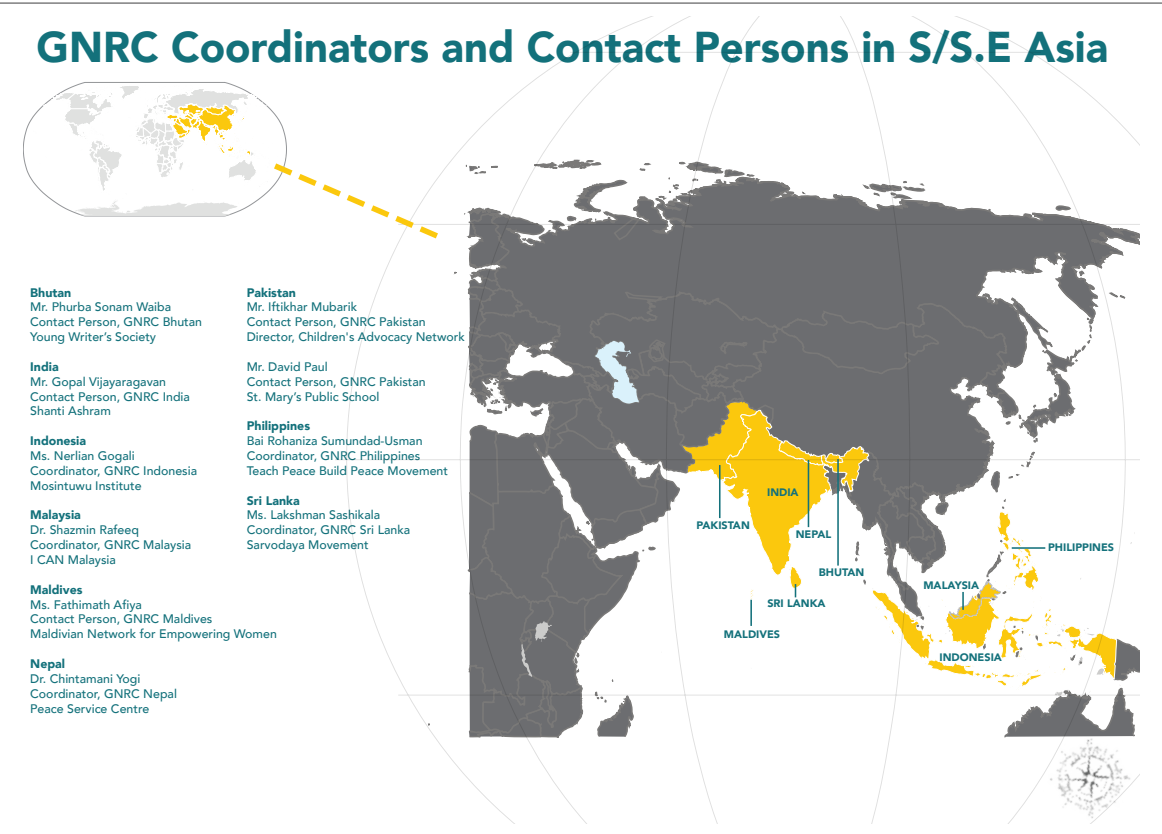 GNRC Coordinators and Contact Persons in S/S.E Asia
Bhutan
Mr. Phurba Sonam Waiba
Contact Person, GNRC Bhutan
Young Writer's Society
India
Mr. Gopal Vijayaragavan
Contact Person, GNRC India
Shanti Ashram
Indonesia
Ms. Nerlian Gogali
Coordinator, GNRC Indonesia
Mosintuwu Institute
Malaysia
Dr. Shazmin Rafeeq
Coordinator, GNRC Malaysia
I CAN Malaysia
Maldives
Ms. Fathimath Afiya
Contact Person, GNRC Maldives
Maldivian Network for Empowering Women
Nepal
Dr. Chintamani Yogi
Coordinator, GNRC Nepal
Peace Service Centre
Pakistan
Mr. Iftikhar Mubarik
Contact Person, GNRC Pakistan
Director, Children's Advocacy Network
Mr. David Paul
Contact Person, GNRC Pakistan
St. Mary's Public School
Philippines
Bai Rohaniza Sumundad-Usman
Coordinator, GNRC Philippines
Teach Peace Build Peace Movement
Sri Lanka
Ms. Lakshman Sashikala
Coordinator, GNRC Sri Lanka
Sarvodaya Movement
INDIA
PAKISTAN
NEPAL
BHUTAN
SRI LANKA
MALDIVES
PHILIPPINES
MALAYSIA
INDONESIA